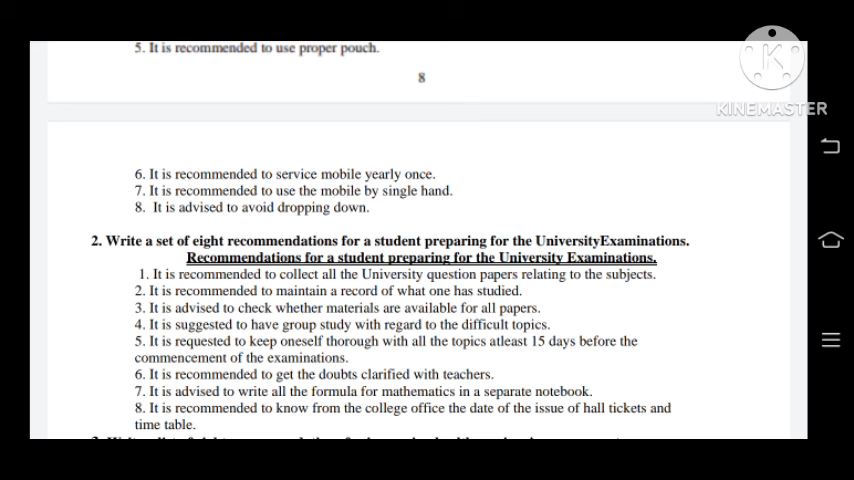 5. It is recommended to use proper pouch.
8
KINEMASTER
6. It is recommended to service mobile yearly once.
7. It is recommended to use the mobile by single hand.
8. It is advised to avoid dropping down.
2. Write a set of eight recommendations for a student preparing for the UniversityExaminations.
Recommendations for a student preparing for the University Examinations.
1. It is recommended to collect all the University question papers relating to the subjects.
2. It is recommended to maintain a record of what one has studied.
3. It is advised to check whether materials are available for all papers.
4. It is suggested to have group study with regard to the difficult topics.
5. It is requested to keep oneself thorough with all the topics atleast 15 days before the
commencement of the examinations.
6. It is recommended to get the doubts clarified with teachers.
7. It is advised to write all the formula for mathematics in a separate notebook.
8. It is recommended to know from the college office the date of the issue of hall tickets and
time table.